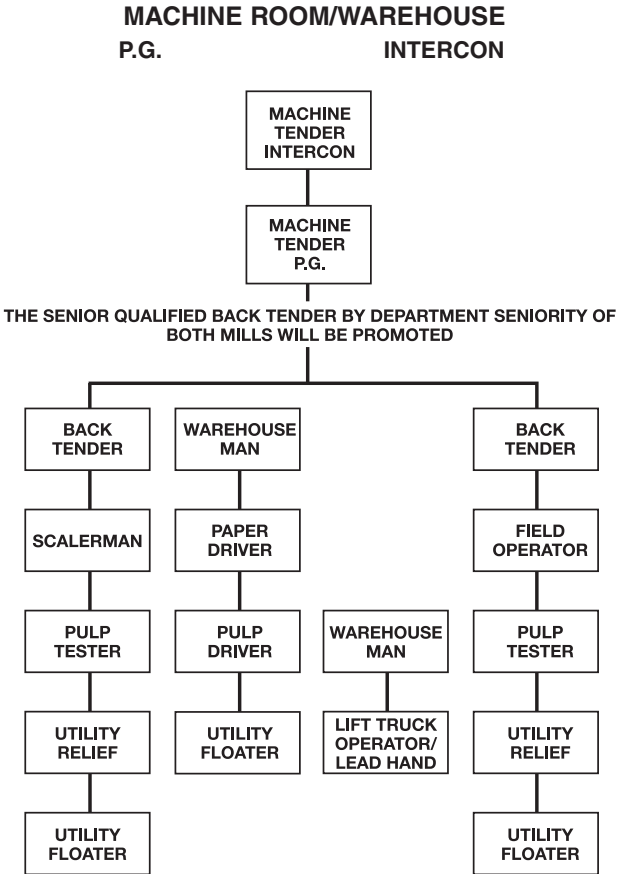 MACHINE ROOM/WAREHOUSE
P.G. INTERCON
MACHINE
TENDER
INTERCON
MACHINE
TENDER
P.G.
THE SENIOR QUALIFIED BACK TENDER BY DEPARTMENT SENIORITY OF
BOTH MILLS WILL BE PROMOTED
BACK
TENDER
SCALERMAN
PULP
TESTER
UTILITY
RELIEF
UTILITY
FLOATER
WAREHOUSE
MAN
PAPER
DRIVER
PULP
DRIVER
UTILITY
FLOATER
WAREHOUSE
MAN
LIFT TRUCK
OPERATOR/
LEAD HAND
BACK
TENDER
FIELD
OPERATOR
PULP
TESTER
UTILITY
RELIEF
UTILITY
FLOATER